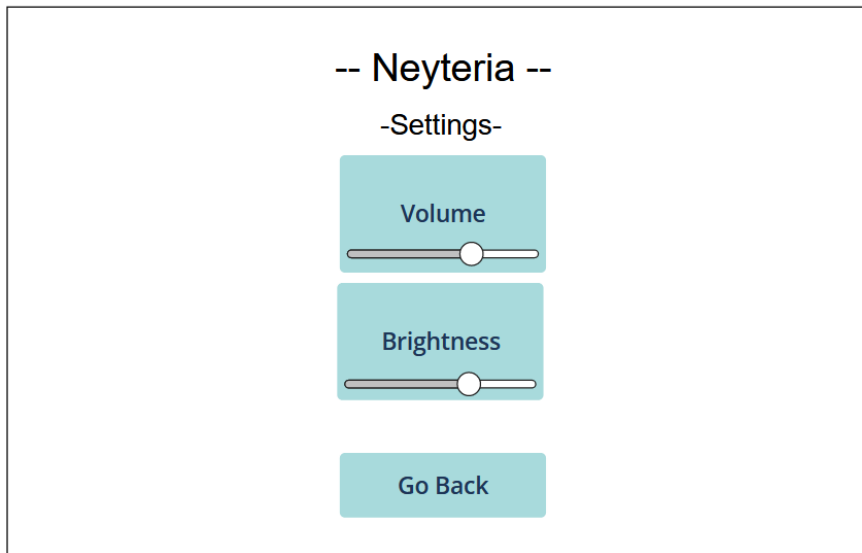 -- Neyteria --
-Settings-
Volume
Brightness
Go Back